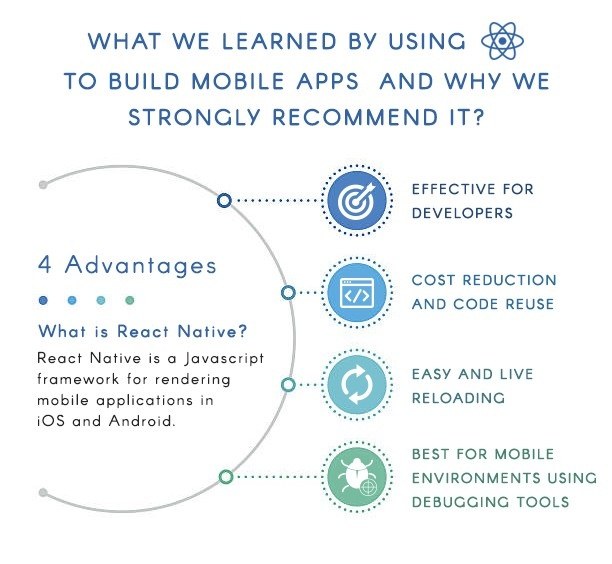 WHAT WE LEARNED BY USING
TO BUILD MOBILE APPS AND WHY WE
STRONGLY RECOMMEND IT?
4 Advantages
What is React Native?
React Native is a Javascript
framework for rendering
mobile applications in
iOS and Android.
EFFECTIVE FOR
DEVELOPERS
COST REDUCTION
AND CODE REUSE
</>
EASY AND LIVE
RELOADING
BEST FOR MOBILE
ENVIRONMENTS USING
DEBUGGING TOOLS